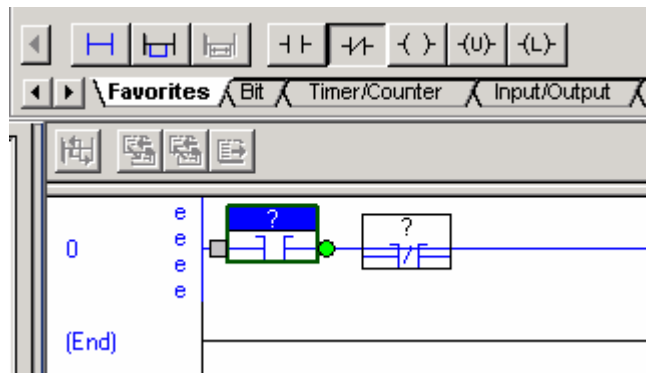 (U) (L)
Favorites Bit Timer/Counter Input/Output
e
? ?
0 e
e
e
(End)